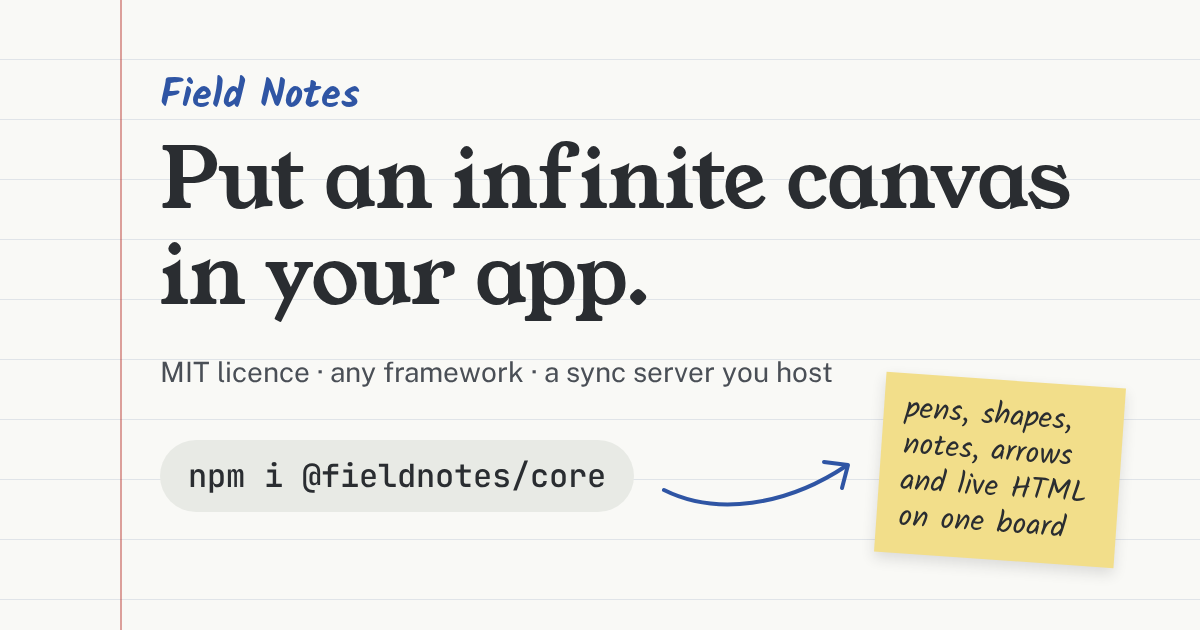 Field Notes
Put an infinite canvas
in your app.
MIT licence · any framework · a sync server you host
npm i @fieldnotes/core
pens, shapes,
notes, arrows
and live HTML
on one board